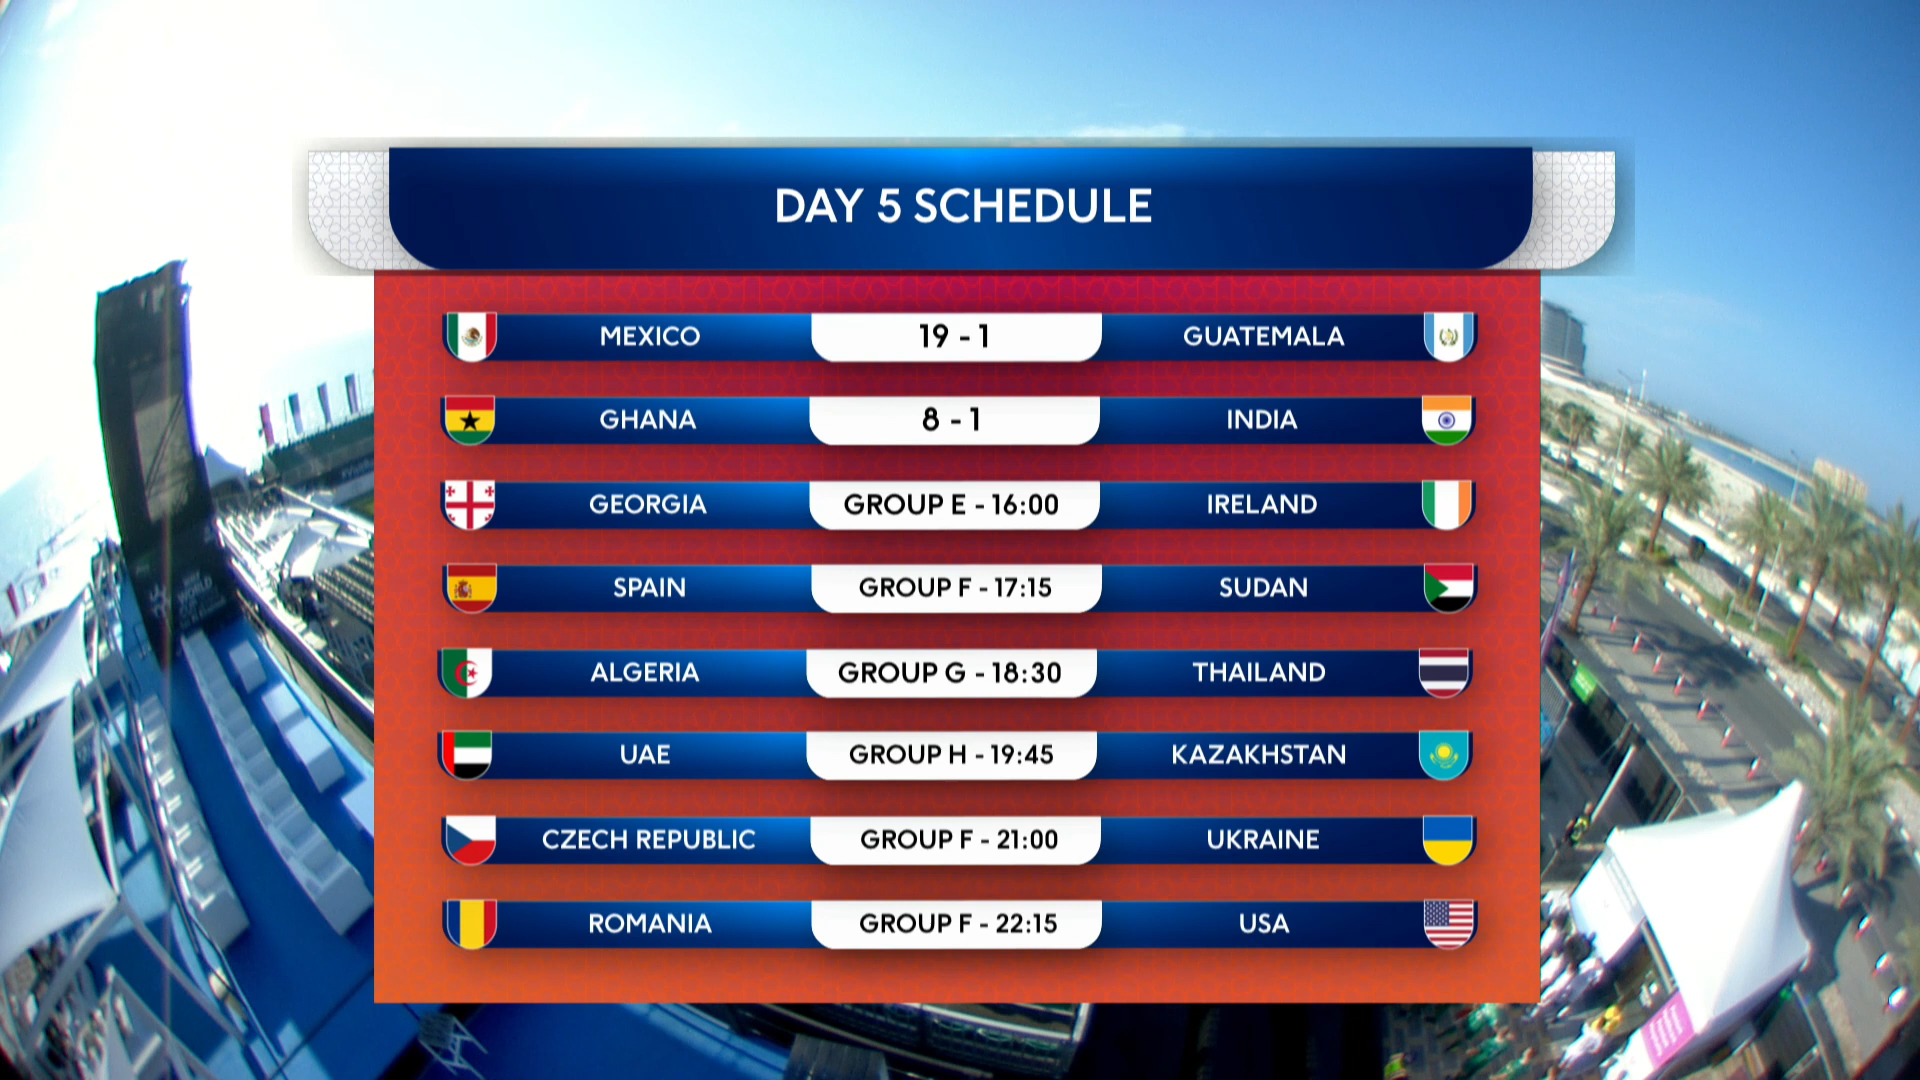 DAY 5 SCHEDULE
MEXICO 19 - 1 GUATEMALA
GHANA 8 - 1 INDIA
GEORGIA GROUP E - 16:00 IRELAND
SPAIN GROUP F - 17:15 SUDAN
ALGERIA GROUP G - 18:30 THAILAND
UAE GROUP H - 19:45 KAZAKHSTAN
CZECH REPUBLIC GROUP F - 21:00 UKRAINE
ROMANIA GROUP F - 22:15 USA
WORLD